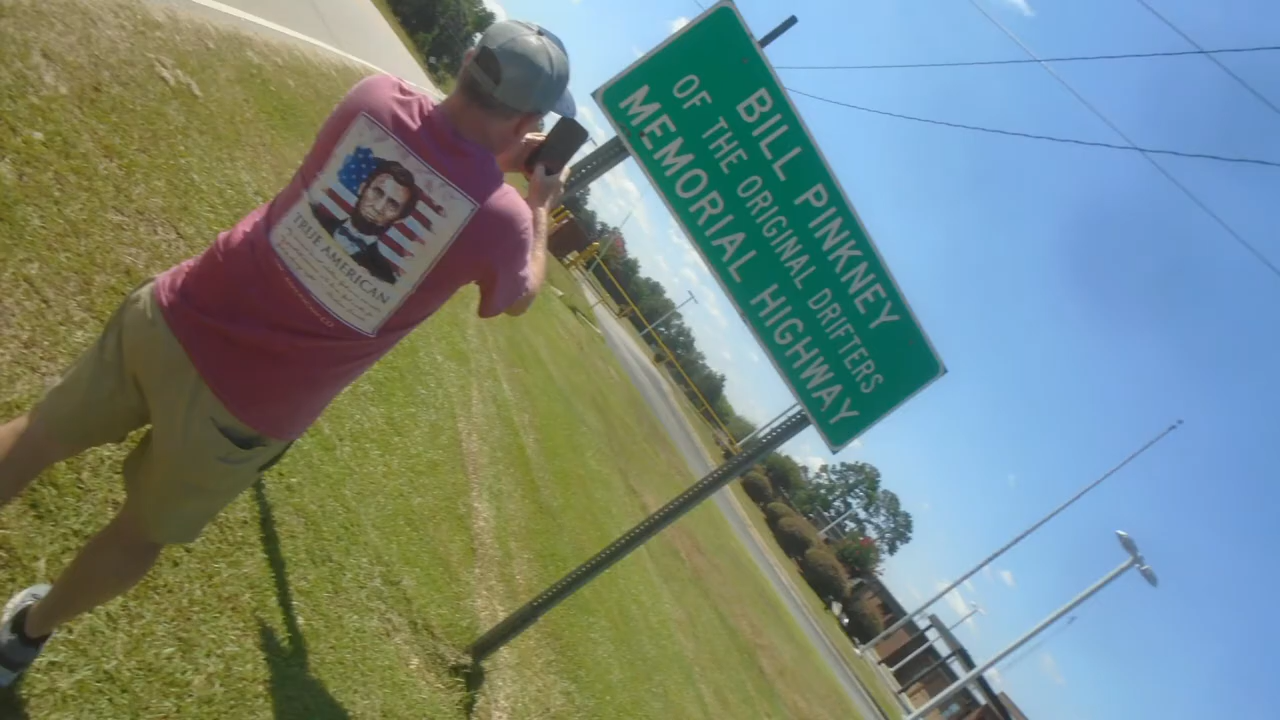 BILL PINKNEY
OF THE ORIGINAL DRIFTERS
MEMORIAL HIGHWAY
TRUE AMERICAN